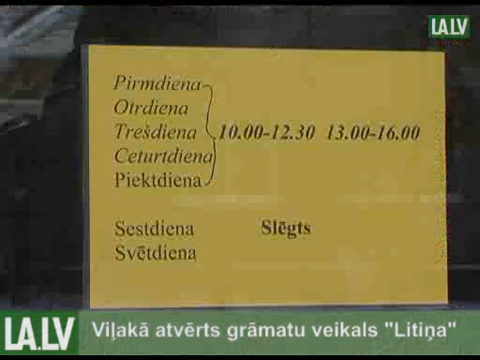 LA.LV
Pirmdiena
Otrdiena
Trešdiena 10.00-12.30 13.00-16.00
Ceturtdiena
Piektdiena
Sestdiena Slēgts
Svētdiena
LA.LV Viļakā atvērts grāmatu veikals "Litiņa"